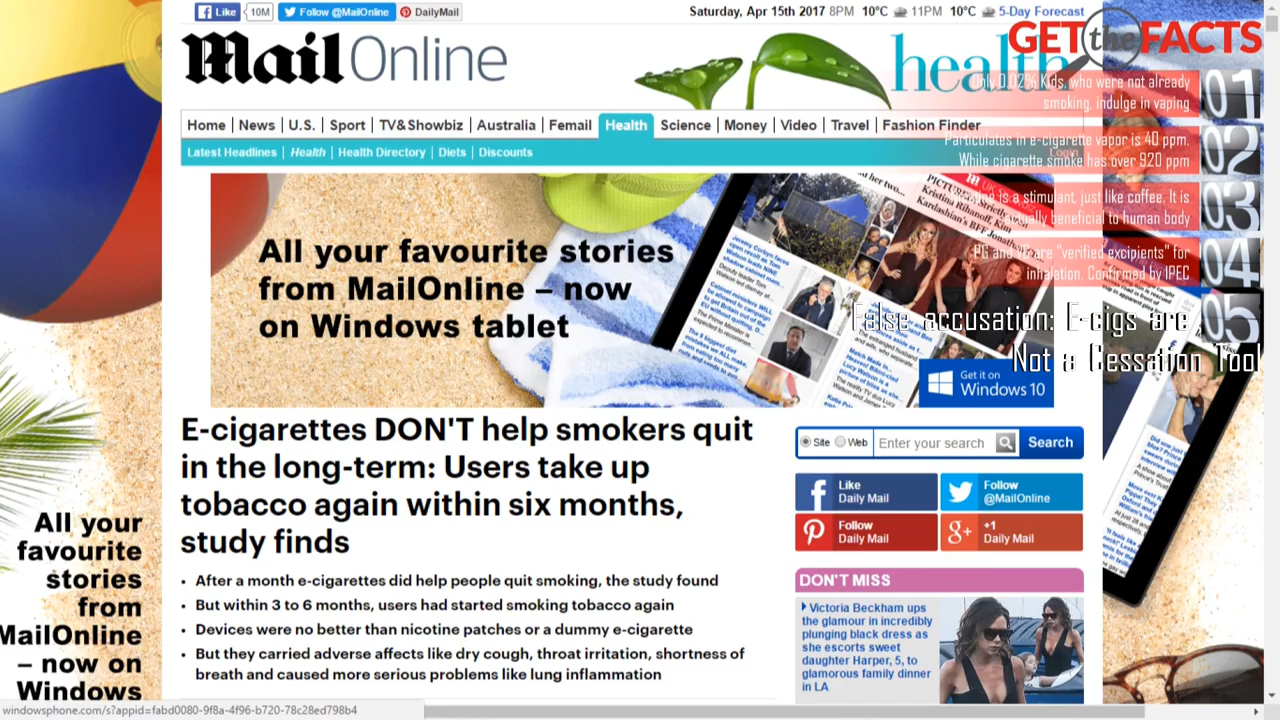 Like 10M Follow @MailOnline DailyMail
Saturday, Apr 15th 2017 8PM 10°C 11PM 10°C 5-Day Forecast
Mail Online
health
GET the FACTS
Home News U.S. Sport TV&Showbiz Australia Femail Health Science Money Video Travel Fashion Finder
Latest Headlines Health Health Directory Diets Discounts
Login
Only 0.02% Kids, who were not already
smoking, indulge in vaping
01
Particulates in e-cigarette vapor is 40 ppm.
While cigarette smoke has over 920 ppm
02
is a stimulant, just like coffee. It is
actually beneficial to human body
03
PG and VG are "verified excipients" for
inhalation. Confirmed by IPEC
04
False accusation: E-cigs are
Not a Cessation Tool
05
All your favourite stories
from MailOnline – now
on Windows tablet
her two...
PICTURE
Kristina Rihanoff, Kim
Kardashian's BFF Jonathan
Get it on
Windows 10
E-cigarettes DON'T help smokers quit
in the long-term: Users take up
tobacco again within six months,
study finds
• After a month e-cigarettes did help people quit smoking, the study found
• But within 3 to 6 months, users had started smoking tobacco again
• Devices were no better than nicotine patches or a dummy e-cigarette
• But they carried adverse affects like dry cough, throat irritation, shortness of
breath and caused more serious problems like lung inflammation
Site Web Enter your search Search
Like
Daily Mail
Follow
@MailOnline
Follow
Daily Mail
+1
Daily Mail
DON'T MISS
Victoria Beckham ups
the glamour in incredibly
plunging black dress as
she escorts sweet
daughter Harper, 5, to
glamorous family dinner
in LA
All your
favourite
stories
from
MailOnline
– now on
Windows
windowsphone.com/s?appid=fabd0080-9f8a-4f96-b720-78c28ed798b4